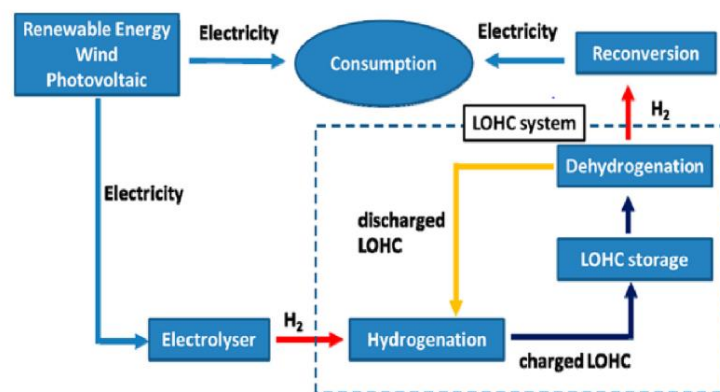 Renewable Energy
Wind
Photovoltaic
Electricity
Consumption
Electricity
Reconversion
H2
LOHC system
Dehydrogenation
Electricity
discharged
LOHC
LOHC storage
Electrolyser
H2
Hydrogenation
charged LOHC